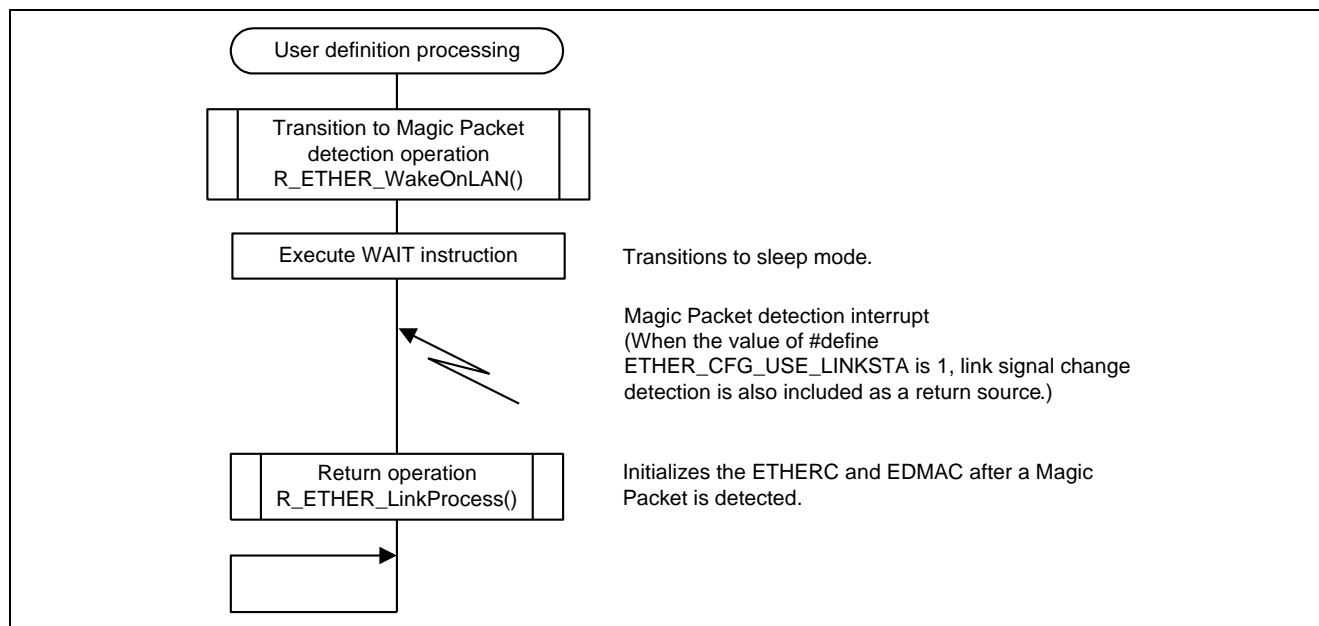 User definition processing
Transition to Magic Packet
detection operation
R_ETHER_WakeOnLAN()
Execute WAIT instruction
Transitions to sleep mode.
Magic Packet detection interrupt
(When the value of #define
ETHER_CFG_USE_LINKSTA is 1, link signal change
detection is also included as a return source.)
Return operation
R_ETHER_LinkProcess()
Initializes the ETHERC and EDMAC after a Magic
Packet is detected.